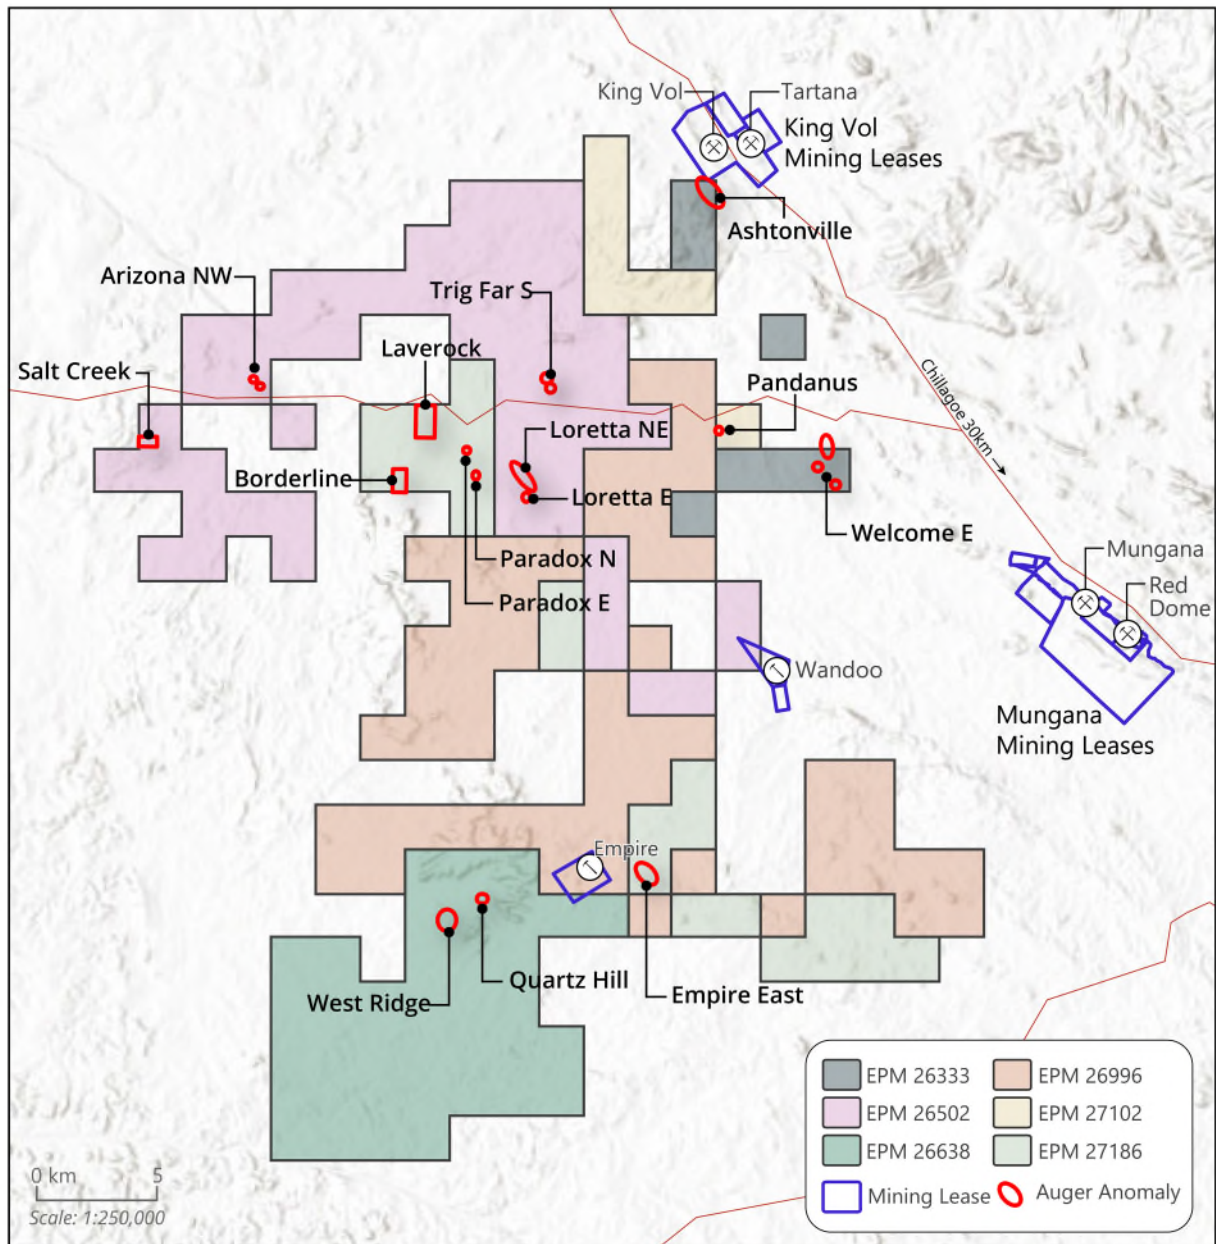 King Vol
Tartana
King Vol
Mining Leases
Ashtonville
Arizona NW
Trig Far S
Laverock
Salt Creek
Pandanus
Chillagoe 30km
Loretta NE
Borderline
Loretta E
Welcome E
Paradox N
Mungana
Paradox E
Red
Dome
Wandoo
Mungana
Mining Leases
Empire
Quartz Hill
West Ridge
Empire East
EPM 26333
EPM 26996
EPM 26502
EPM 27102
EPM 26638
EPM 27186
Mining Lease
Auger Anomaly
0 km 5
Scale: 1:250,000